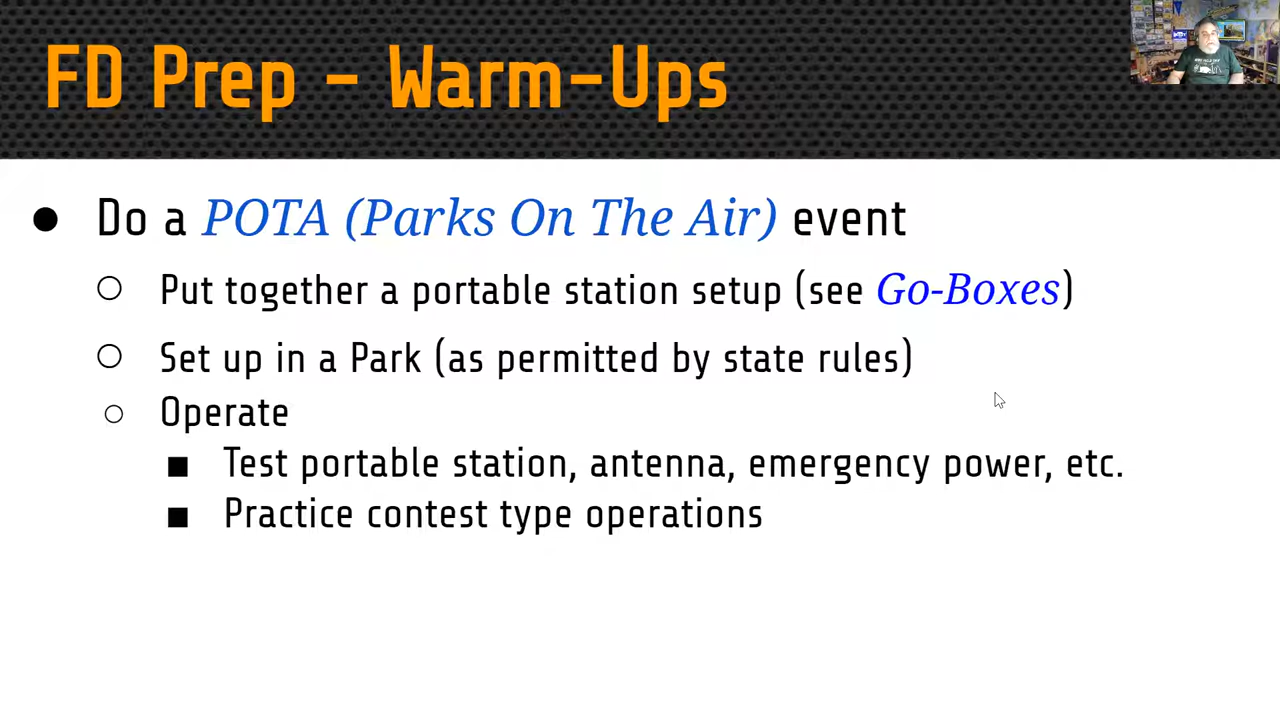 FD Prep – Warm-Ups
● Do a POTA (Parks On The Air) event
○ Put together a portable station setup (see Go-Boxes)
○ Set up in a Park (as permitted by state rules)
○ Operate
■ Test portable station, antenna, emergency power, etc.
■ Practice contest type operations